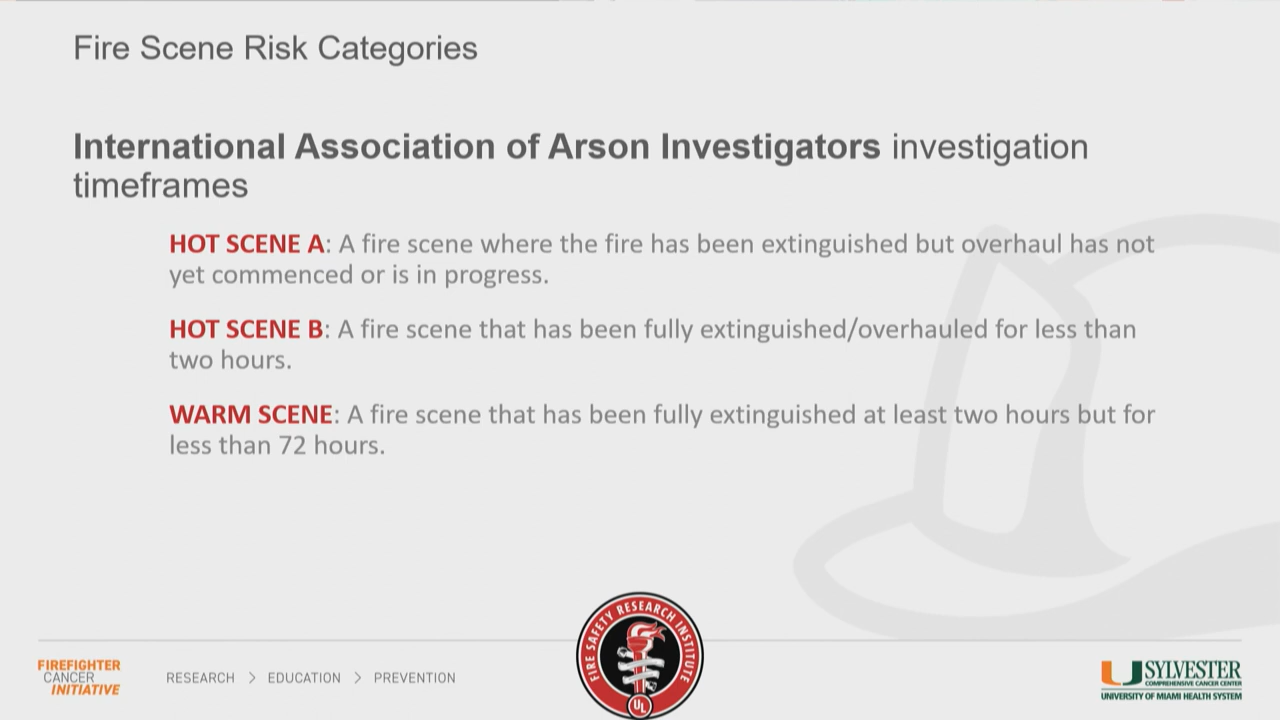 Fire Scene Risk Categories
International Association of Arson Investigators investigation
timeframes
HOT SCENE A: A fire scene where the fire has been extinguished but overhaul has not
yet commenced or is in progress.
HOT SCENE B: A fire scene that has been fully extinguished/overhauled for less than
two hours.
WARM SCENE: A fire scene that has been fully extinguished at least two hours but for
less than 72 hours.
FIREFIGHTER
CANCER
INITIATIVE
RESEARCH > EDUCATION > PREVENTION
FIRE SAFETY RESEARCH INSTITUTE
UL
U SYLVESTER
COMPREHENSIVE CANCER CENTER
UNIVERSITY OF MIAMI HEALTH SYSTEM